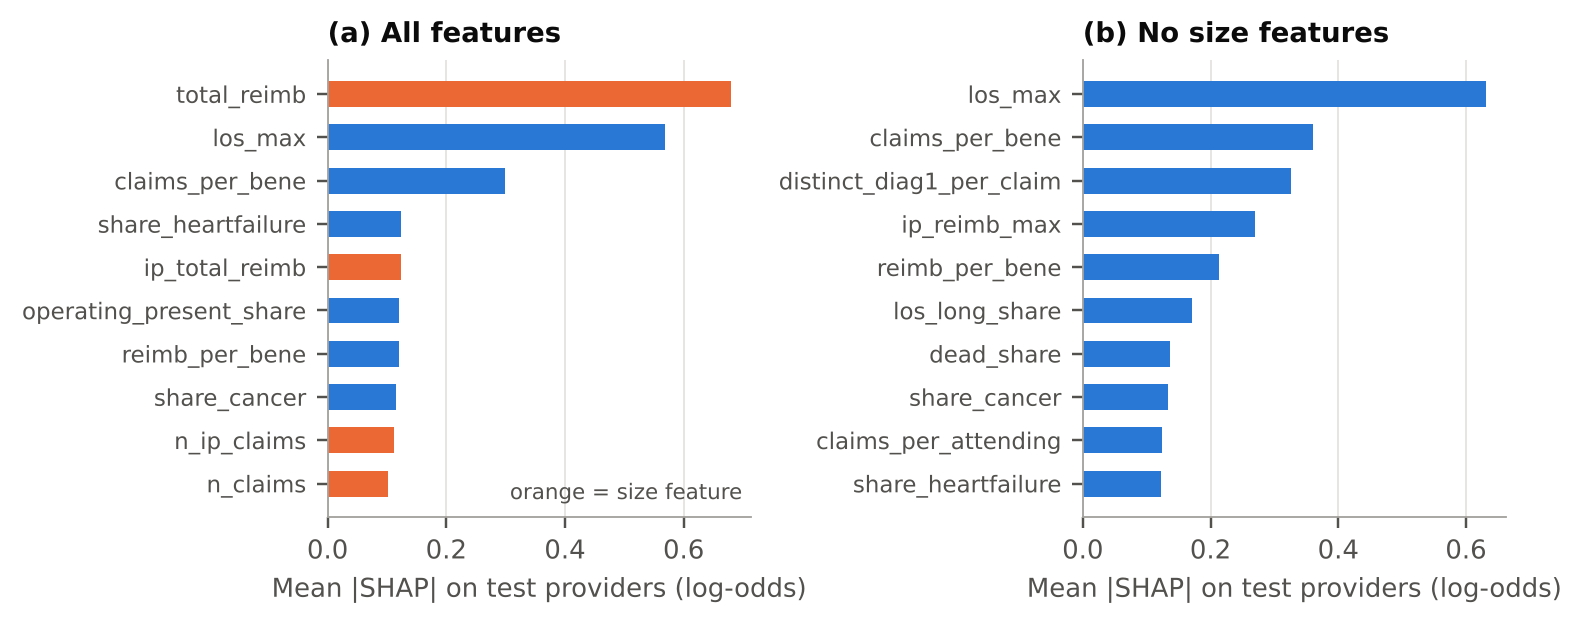 (a) All features
total_reimb
los_max
claims_per_bene
share_heartfailure
ip_total_reimb
operating_present_share
reimb_per_bene
share_cancer
n_ip_claims
n_claims
orange = size feature
0.0 0.2 0.4 0.6
Mean |SHAP| on test providers (log-odds)
(b) No size features
los_max
claims_per_bene
distinct_diag1_per_claim
ip_reimb_max
reimb_per_bene
los_long_share
dead_share
share_cancer
claims_per_attending
share_heartfailure
0.0 0.2 0.4 0.6
Mean |SHAP| on test providers (log-odds)